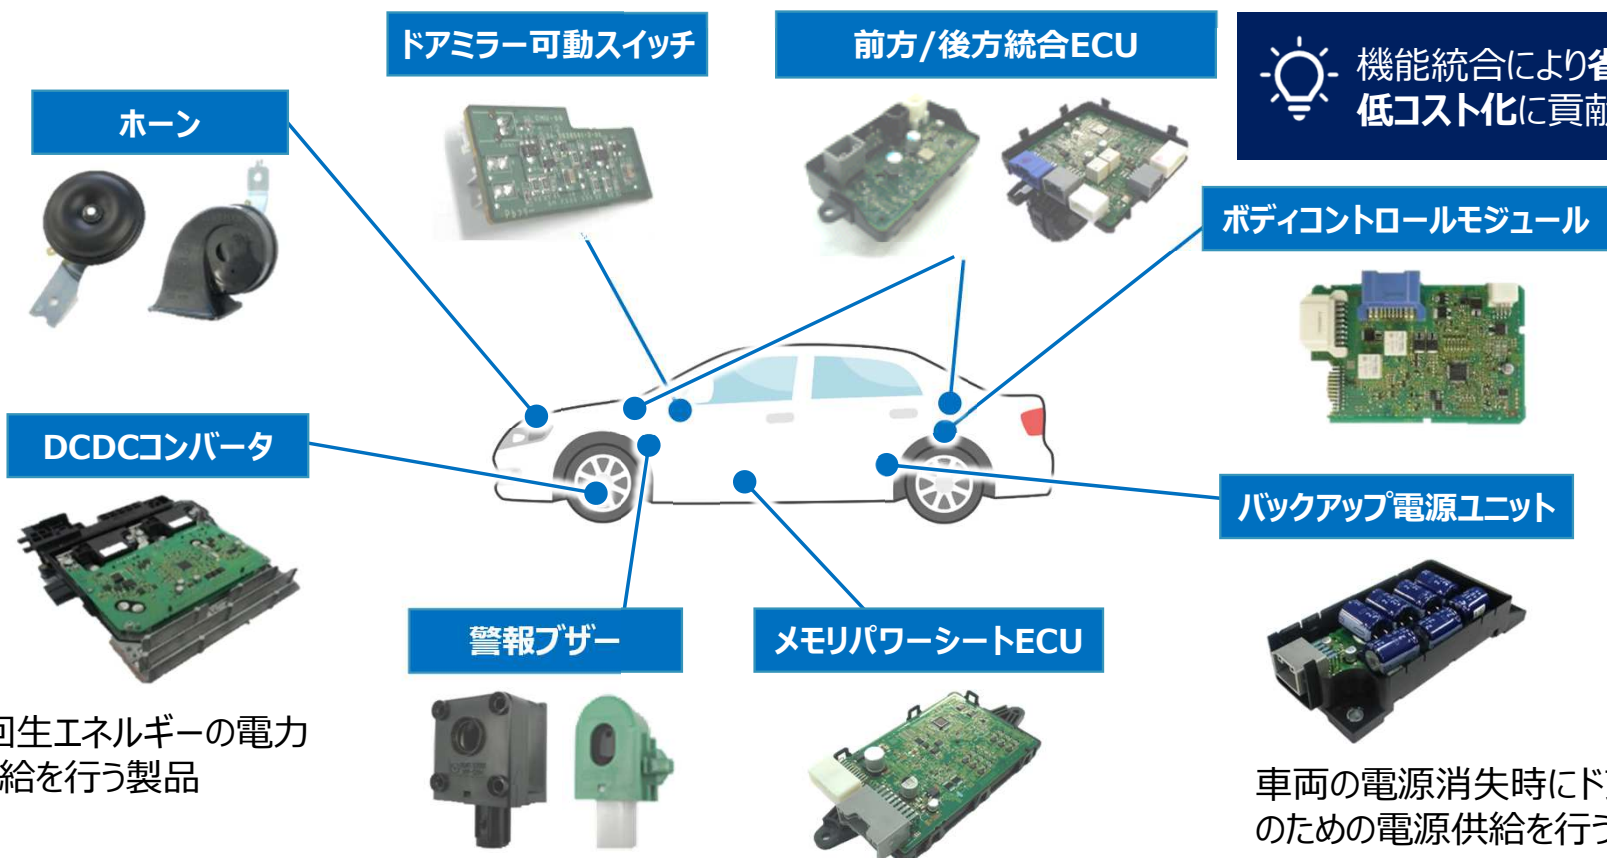 ドアミラー可動スイッチ
前方/後方統合ECU
機能統合により省
低コスト化に貢献
ホーン
ボディコントロールモジュール
DCDCコンバータ
バックアップ電源ユニット
警報ブザー
メモリパワーシートECU
回生エネルギーの電力
給を行う製品
車両の電源消失時にド
のための電源供給を行う